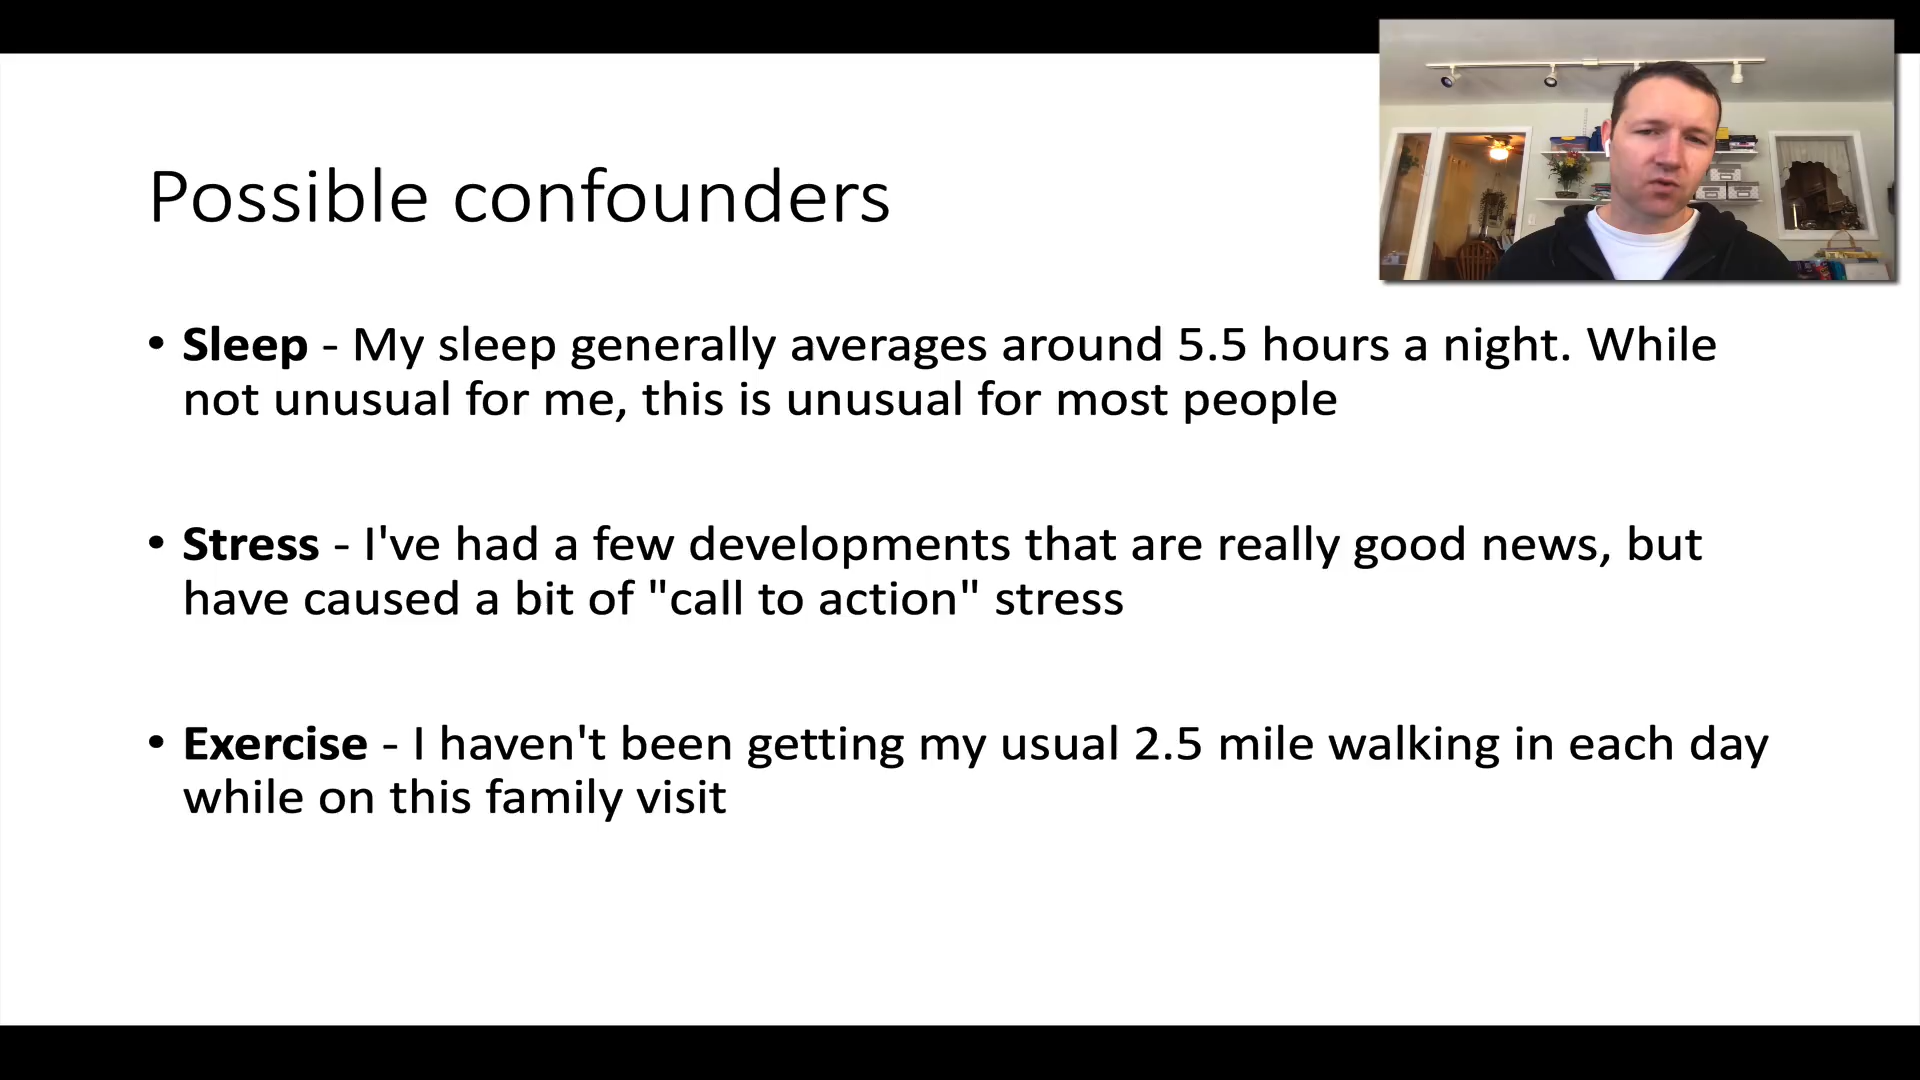 Possible confounders
• Sleep - My sleep generally averages around 5.5 hours a night. While
not unusual for me, this is unusual for most people
• Stress - I've had a few developments that are really good news, but
have caused a bit of "call to action" stress
• Exercise - I haven't been getting my usual 2.5 mile walking in each day
while on this family visit